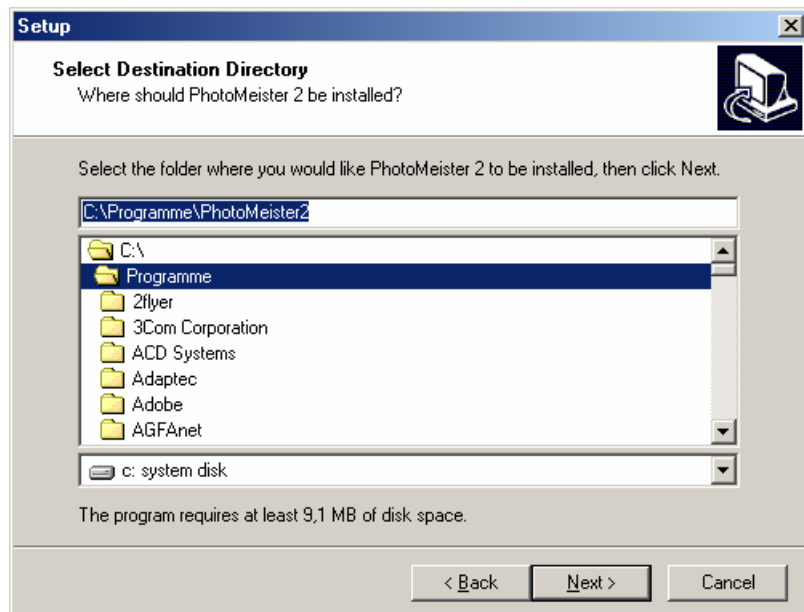 Setup
Select Destination Directory
Where should PhotoMeister 2 be installed?
Select the folder where you would like PhotoMeister 2 to be installed, then click Next.
C:\Programme\PhotoMeister2
C:\
Programme
2flyer
3Com Corporation
ACD Systems
Adaptec
Adobe
AGFAnet
c: system disk
The program requires at least 9,1 MB of disk space.
< Back Next > Cancel